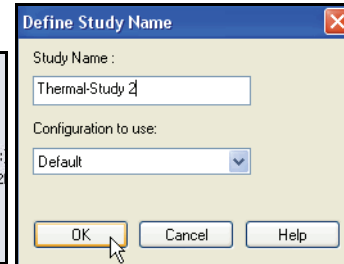 Define Study Name
Study Name :
Thermal-Study 2
Configuration to use:
Default
OK Cancel Help